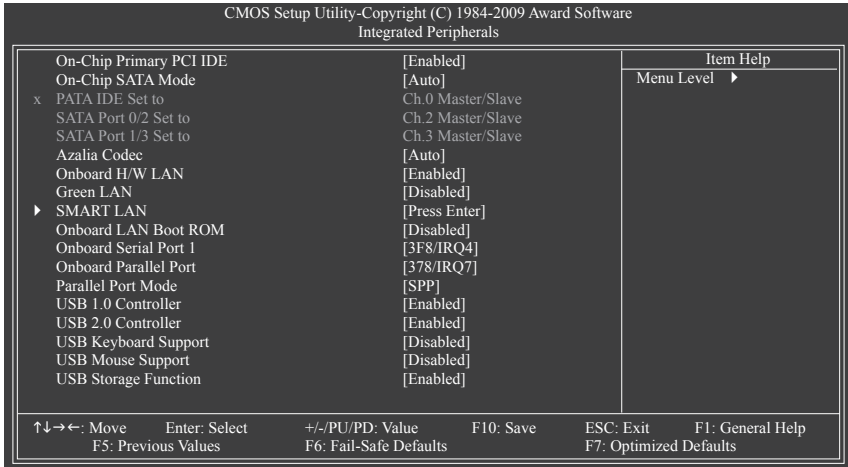 CMOS Setup Utility-Copyright (C) 1984-2009 Award Software
Integrated Peripherals
On-Chip Primary PCI IDE [Enabled]
On-Chip SATA Mode [Auto]
x PATA IDE Set to Ch.0 Master/Slave
SATA Port 0/2 Set to Ch.2 Master/Slave
SATA Port 1/3 Set to Ch.3 Master/Slave
Azalia Codec [Auto]
Onboard H/W LAN [Enabled]
Green LAN [Disabled]
SMART LAN [Press Enter]
Onboard LAN Boot ROM [Disabled]
Onboard Serial Port 1 [3F8/IRQ4]
Onboard Parallel Port [378/IRQ7]
Parallel Port Mode [SPP]
USB 1.0 Controller [Enabled]
USB 2.0 Controller [Enabled]
USB Keyboard Support [Disabled]
USB Mouse Support [Disabled]
USB Storage Function [Enabled]
Item Help
Menu Level
↑↓→←: Move Enter: Select +/-/PU/PD: Value F10: Save ESC: Exit F1: General Help
F5: Previous Values F6: Fail-Safe Defaults F7: Optimized Defaults